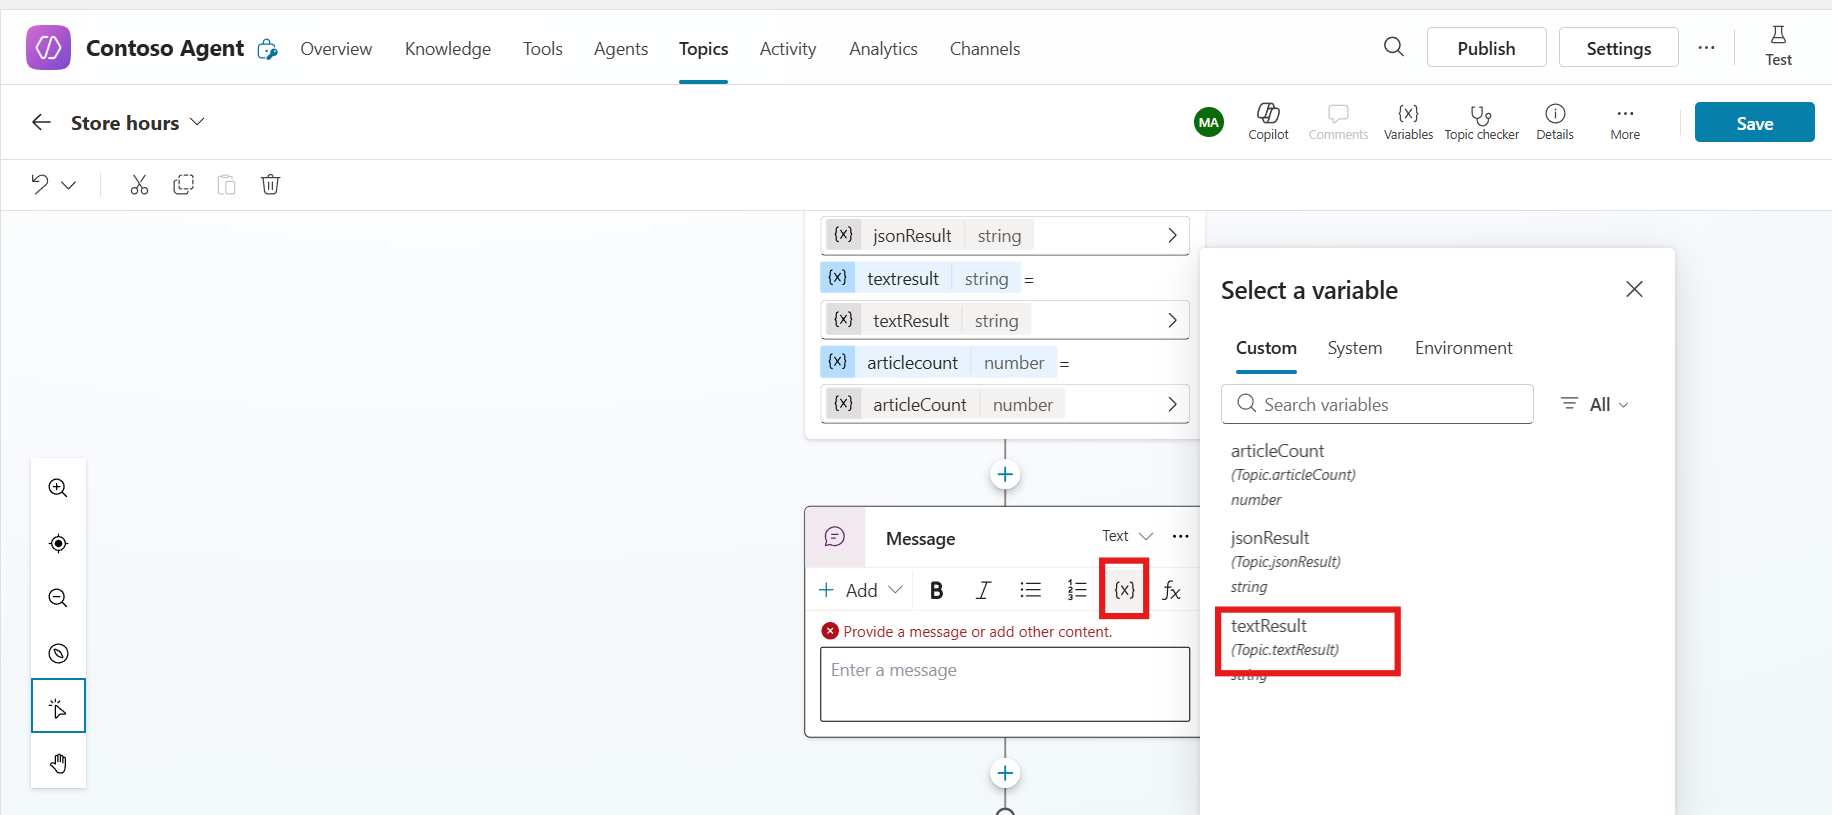 Contoso Agent Overview Knowledge Tools Agents Topics Activity Analytics Channels Publish Settings ... Test
Store hours MA Copilot Comments {x} Variables Topic checker Details ... More Save
{x} jsonResult string
{x} textresult string =
{x} textResult string
{x} articlecount number =
{x} articleCount number
Message Text ...
+ Add B I {x} fx
Provide a message or add other content.
Enter a message
Select a variable
Custom System Environment
Search variables All
articleCount
(Topic.articleCount)
number
jsonResult
(Topic.jsonResult)
string
textResult
(Topic.textResult)
string